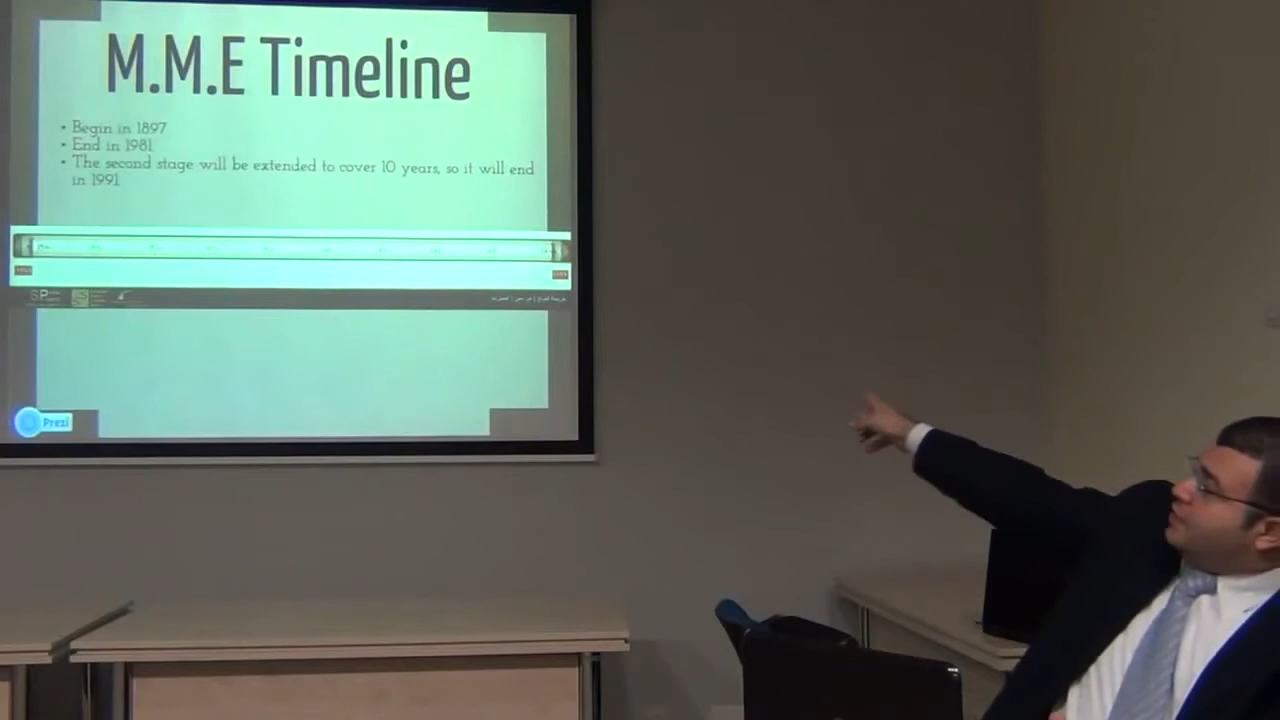 M.M.E Timeline
• Begin in 1897
• End in 1981
• The second stage will be extended to cover 10 years, so it will end
in 1991
SP
Prezi